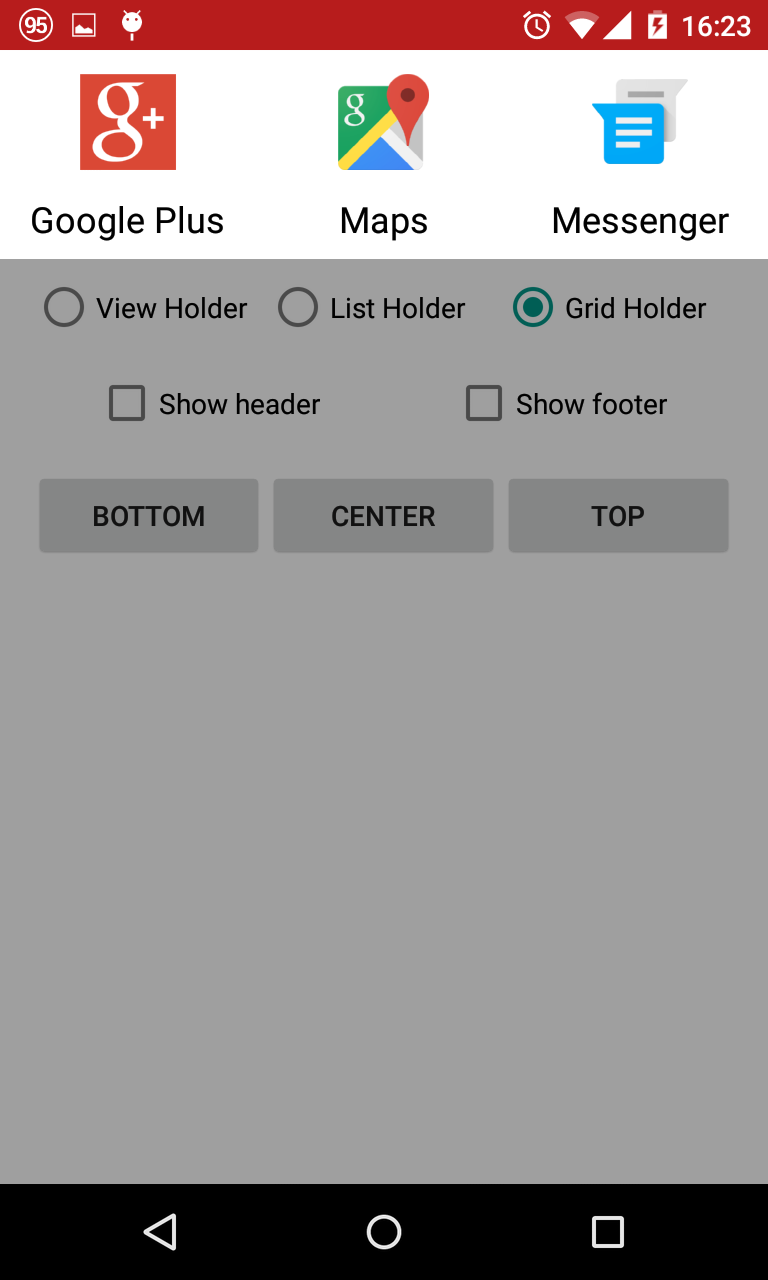 95 16:23
g+ g
Google Plus Maps Messenger
View Holder List Holder Grid Holder
Show header Show footer
BOTTOM CENTER TOP